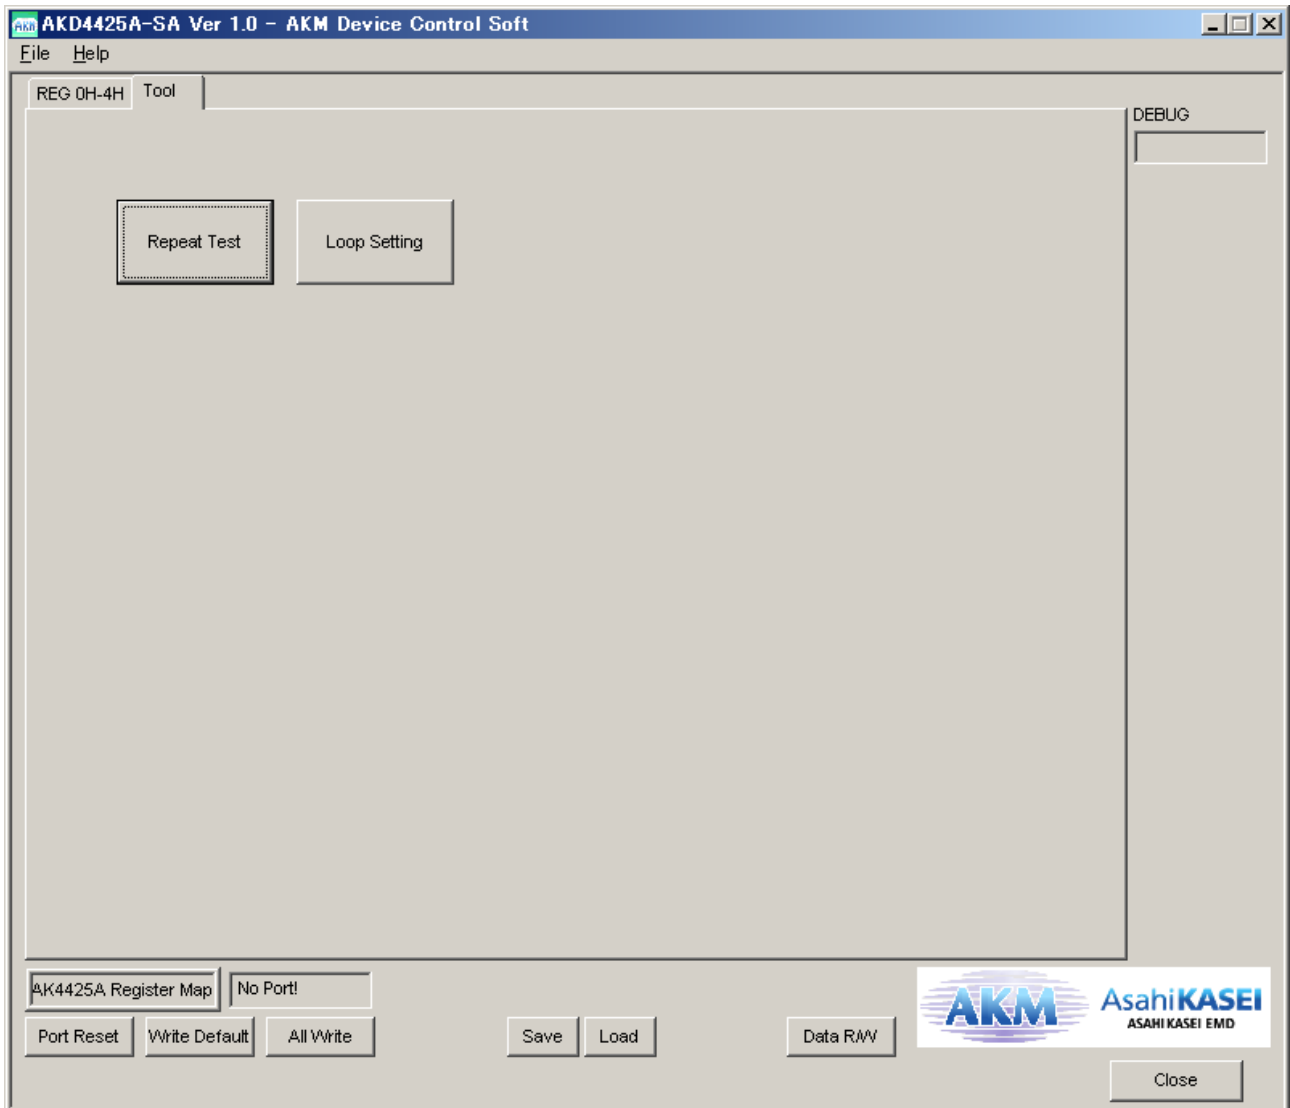 AKM AKD4425A-SA Ver 1.0 - AKM Device Control Soft
File Help
REG 0H-4H Tool
DEBUG
Repeat Test Loop Setting
AK4425A Register Map No Port!
Port Reset Write Default All Write Save Load Data R/W
AKM AsahiKASEI
ASAHI KASEI EMD
Close